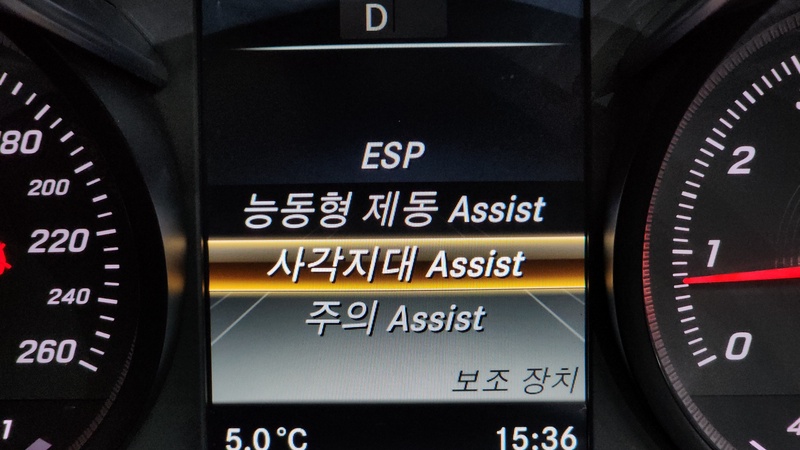 D
ESP
능동형 제동 Assist
사각지대 Assist
주의 Assist
보조 장치
5.0°C
15:36
200
220
240
260
2
1
0